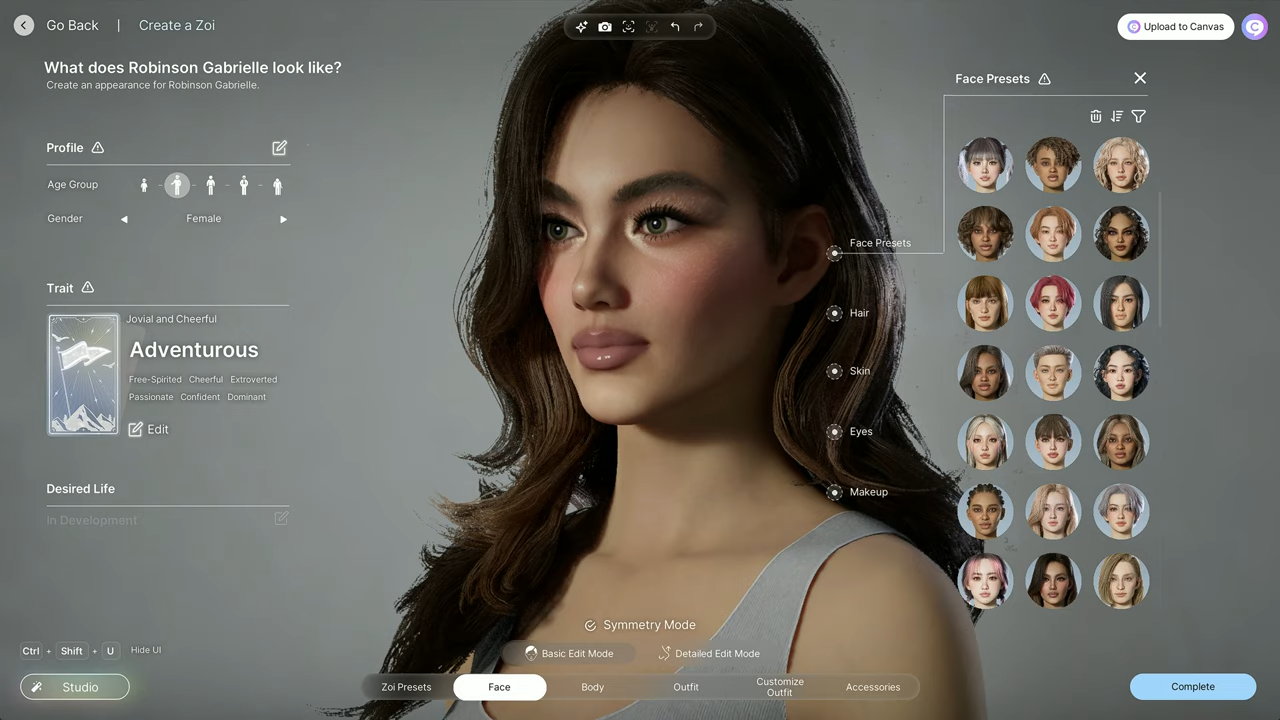 Go Back | Create a Zoi
Upload to Canvas
What does Robinson Gabrielle look like?
Create an appearance for Robinson Gabrielle.
Profile
Age Group
Gender
Female
Trait
Jovial and Cheerful
Adventurous
Free-Spirited Cheerful Extroverted
Passionate Confident Dominant
Edit
Desired Life
In Development
Face Presets
Hair
Skin
Eyes
Makeup
Face Presets
Symmetry Mode
Basic Edit Mode
Detailed Edit Mode
Ctrl + Shift + U Hide UI
Studio
Zoi Presets
Face
Body
Outfit
Customize
Outfit
Accessories
Complete